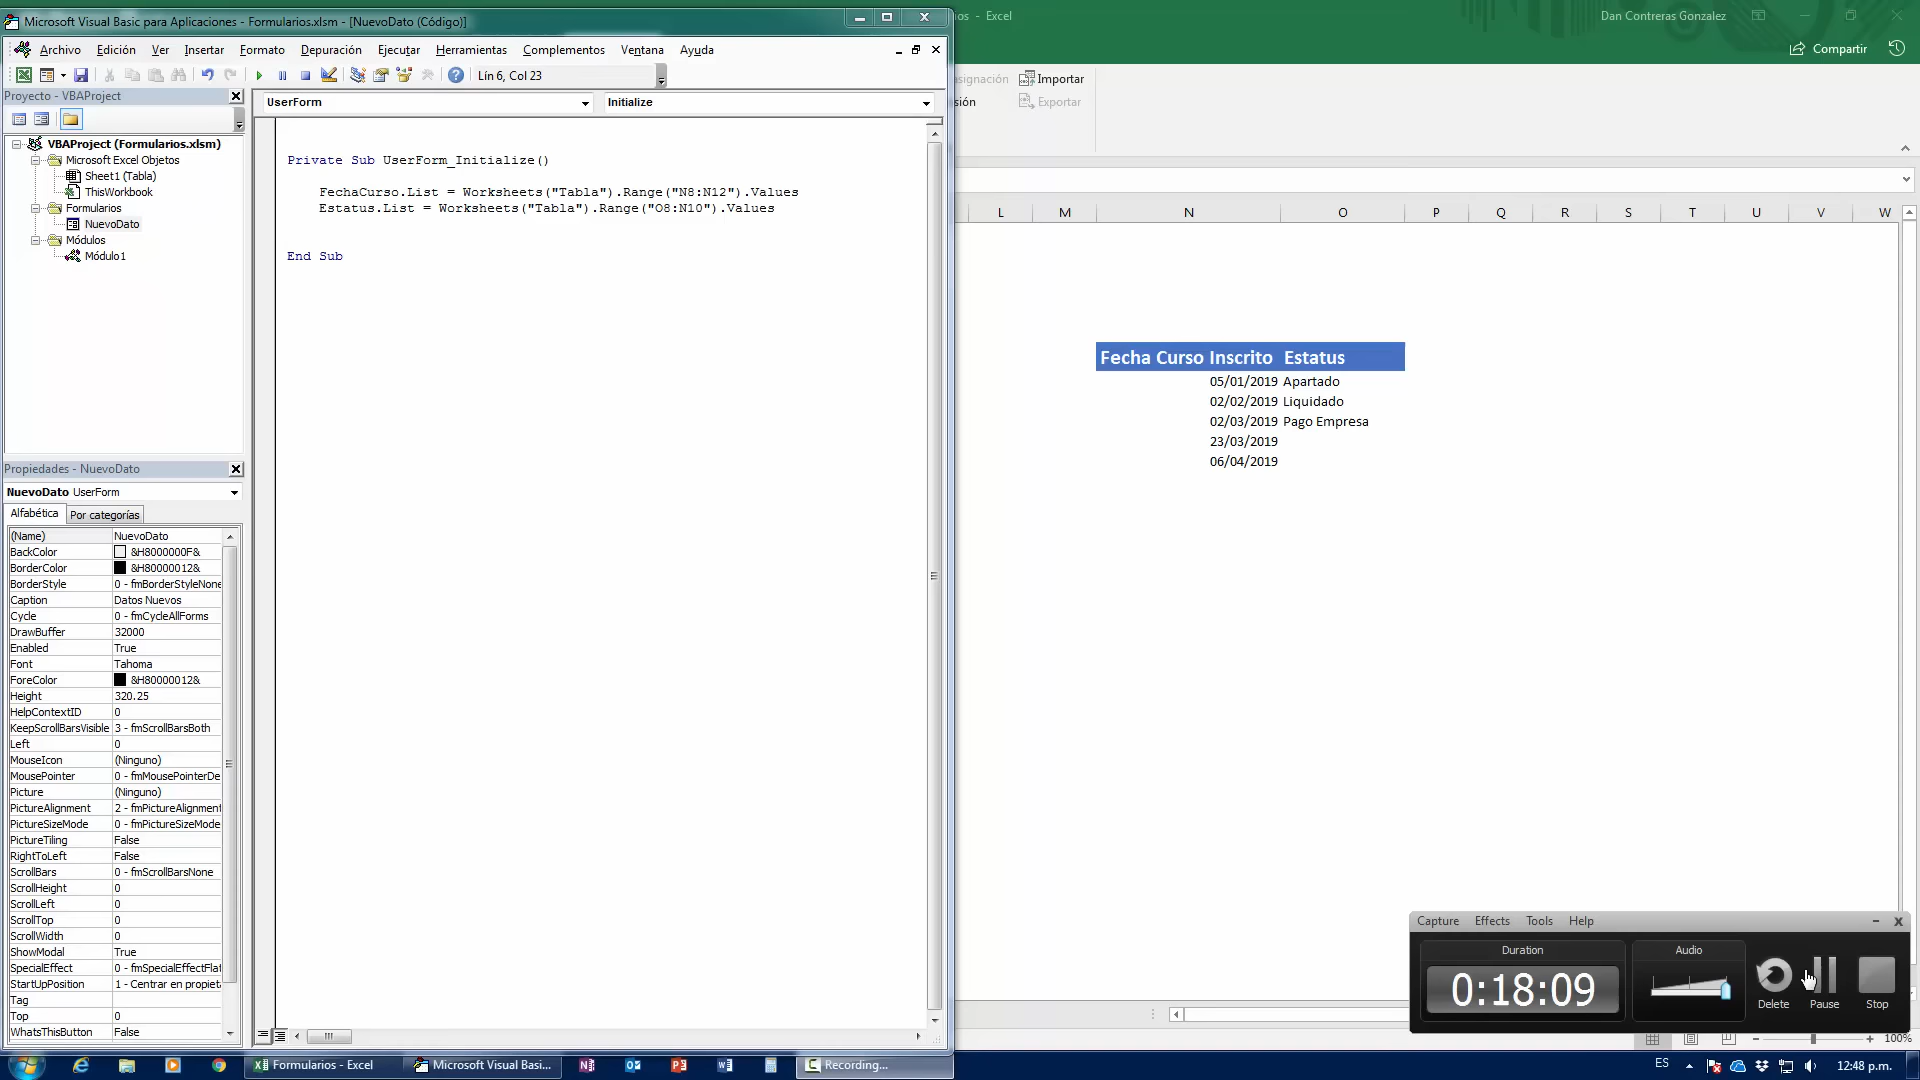 Microsoft Visual Basic para Aplicaciones - Formularios.xlsm - [NuevoDato (Código)]
ios - Excel
Dan Contreras Gonzalez
Archivo Edición Ver Insertar Formato Depuración Ejecutar Herramientas Complementos Ventana Ayuda
Compartir
Lín 6, Col 23
asignación Importar
sión Exportar
Proyecto - VBAProject
UserForm Initialize
VBAProject (Formularios.xlsm)
Microsoft Excel Objetos
Sheet1 (Tabla)
ThisWorkbook
Formularios
NuevoDato
Módulos
Módulo1
Private Sub UserForm_Initialize()
FechaCurso.List = Worksheets("Tabla").Range("N8:N12").Values
Estatus.List = Worksheets("Tabla").Range("O8:N10").Values
End Sub
L M N O P Q R S T U V W
Fecha Curso Inscrito Estatus
05/01/2019 Apartado
02/02/2019 Liquidado
02/03/2019 Pago Empresa
23/03/2019
06/04/2019
Propiedades - NuevoDato
NuevoDato UserForm
Alfabética Por categorías
(Name) NuevoDato
BackColor &H8000000F&
BorderColor &H80000012&
BorderStyle 0 - fmBorderStyleNone
Caption Datos Nuevos
Cycle 0 - fmCycleAllForms
DrawBuffer 32000
Enabled True
Font Tahoma
ForeColor &H80000012&
Height 320.25
HelpContextID 0
KeepScrollBarsVisible 3 - fmScrollBarsBoth
Left 0
MouseIcon (Ninguno)
MousePointer 0 - fmMousePointerDe
Picture (Ninguno)
PictureAlignment 2 - fmPictureAlignment
PictureSizeMode 0 - fmPictureSizeMode
PictureTiling False
RightToLeft False
ScrollBars 0 - fmScrollBarsNone
ScrollHeight 0
ScrollLeft 0
ScrollTop 0
ScrollWidth 0
ShowModal True
SpecialEffect 0 - fmSpecialEffectFlat
StartUpPosition 1 - Centrar en propieta
Tag
Top 0
WhatsThisButton False
Capture Effects Tools Help
Duration Audio
0:18:09
Delete Pause Stop
100%
Formularios - Excel
Microsoft Visual Basi...
Recording...
ES
12:48 p.m.